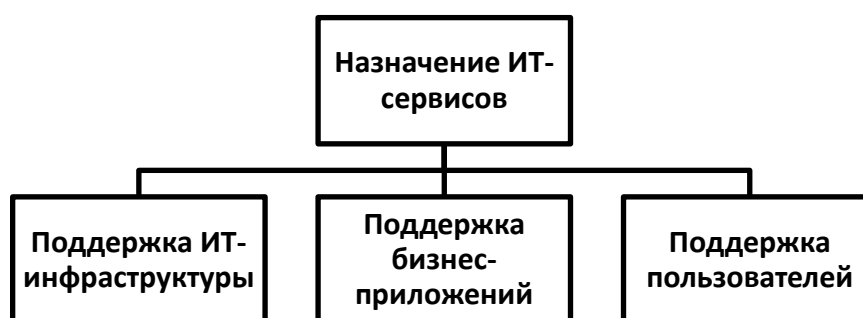 Назначение ИТ-
сервисов
Поддержка ИТ-
инфраструктуры
Поддержка
бизнес-
приложений
Поддержка
пользователей